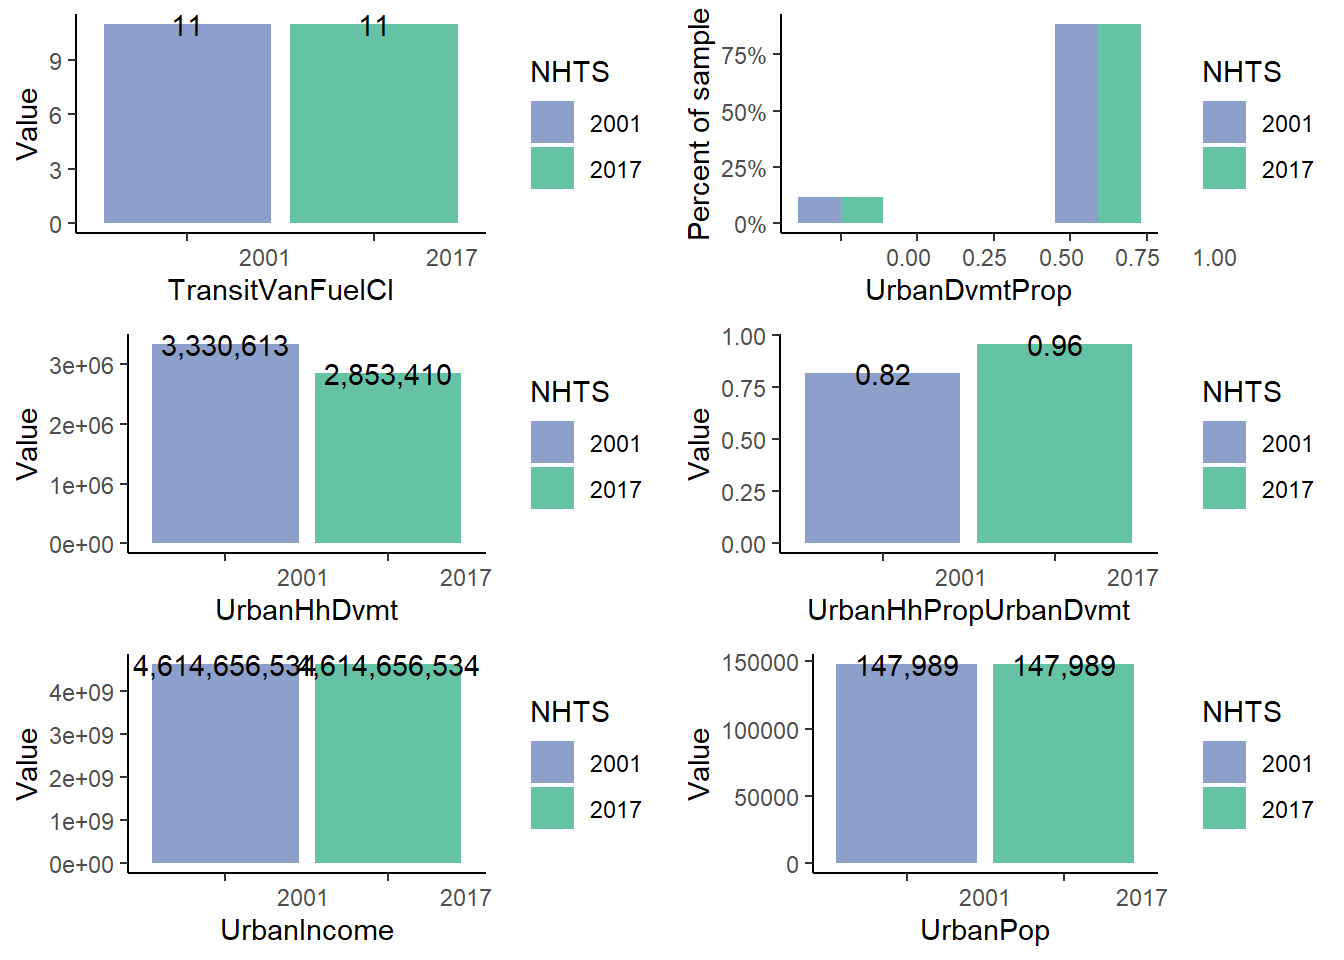 11
11
9
6
3
0
Value
2001
2017
TransitVanFuelCI
NHTS
2001
2017
75%
50%
25%
0%
Percent of sample
0.00
0.25
0.50
0.75
1.00
UrbanDvmtProp
NHTS
2001
2017
3,330,613
2,853,410
3e+06
2e+06
1e+06
0e+00
Value
2001
2017
UrbanHhDvmt
NHTS
2001
2017
0.82
0.96
1.00
0.75
0.50
0.25
0.00
Value
2001
2017
UrbanHhPropUrbanDvmt
NHTS
2001
2017
4,614,656,534
4,614,656,534
4e+09
3e+09
2e+09
1e+09
0e+00
Value
2001
2017
UrbanIncome
NHTS
2001
2017
147,989
147,989
150000
100000
50000
0
Value
2001
2017
UrbanPop
NHTS
2001
2017